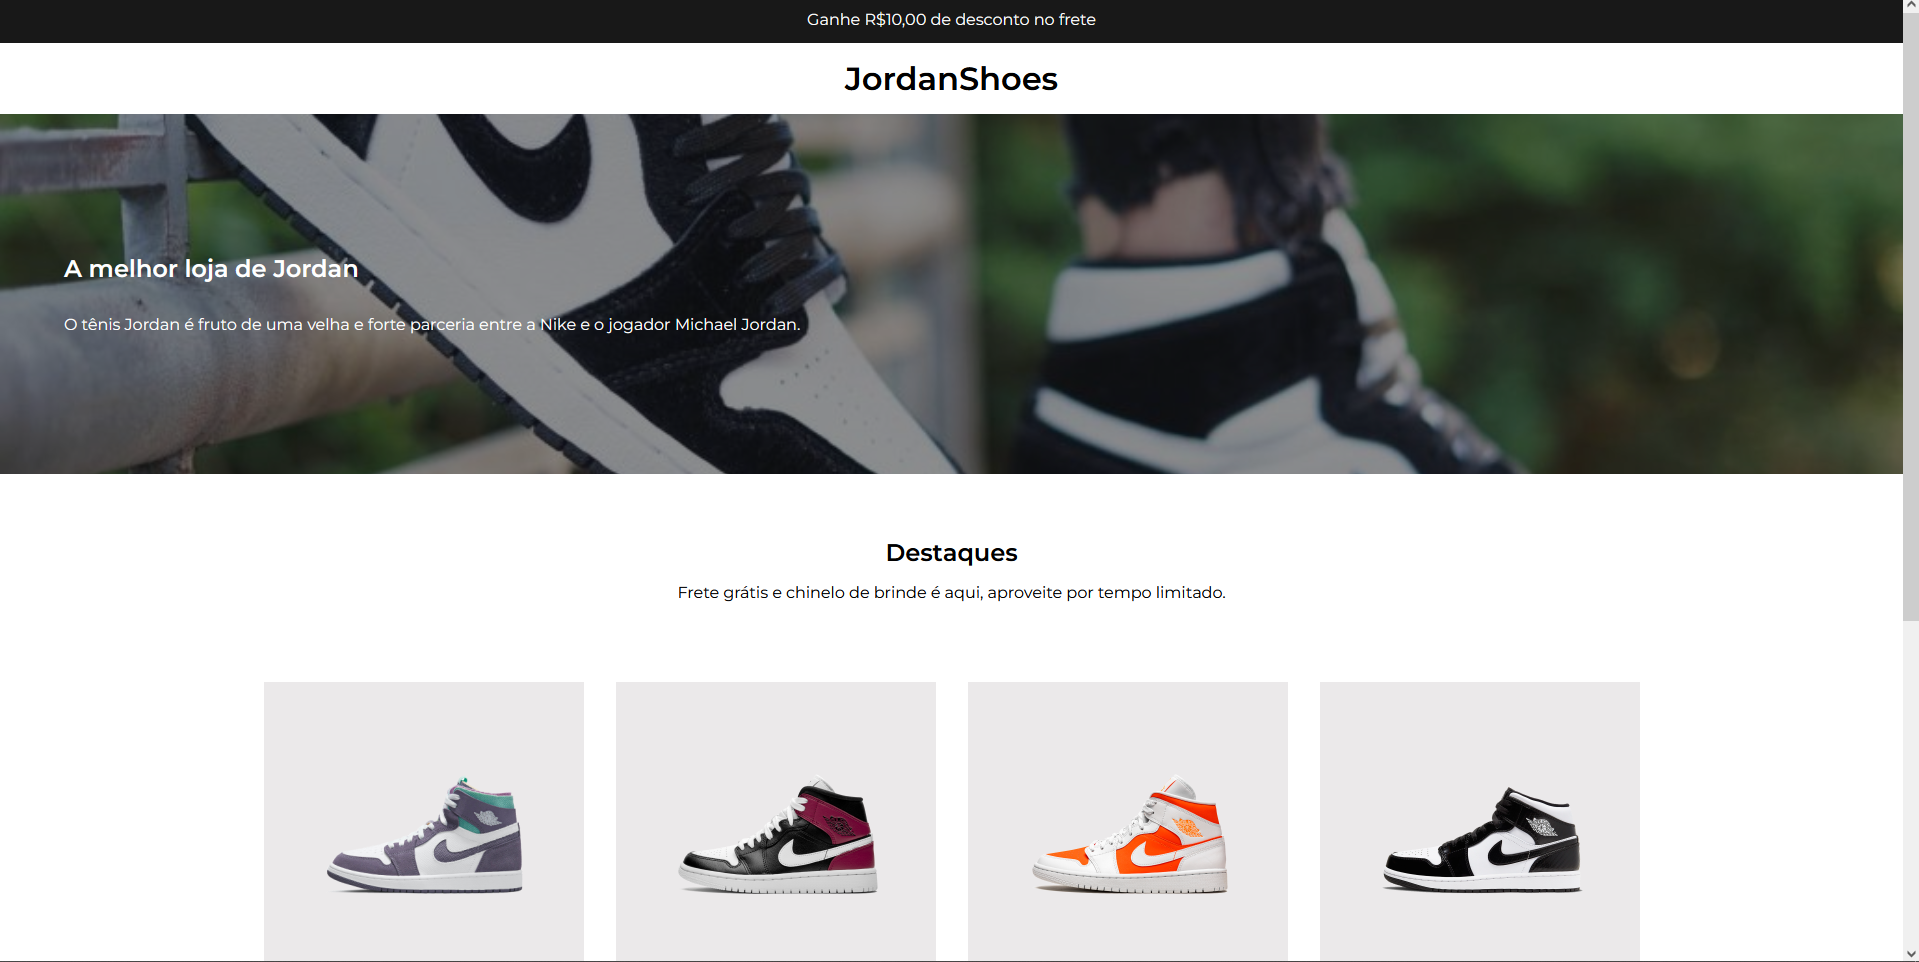 Ganhe R$10,00 de desconto no frete
JordanShoes
A melhor loja de Jordan
O tênis Jordan é fruto de uma velha e forte parceria entre a Nike e o jogador Michael Jordan.
Destaques
Frete grátis e chinelo de brinde é aqui, aproveite por tempo limitado.